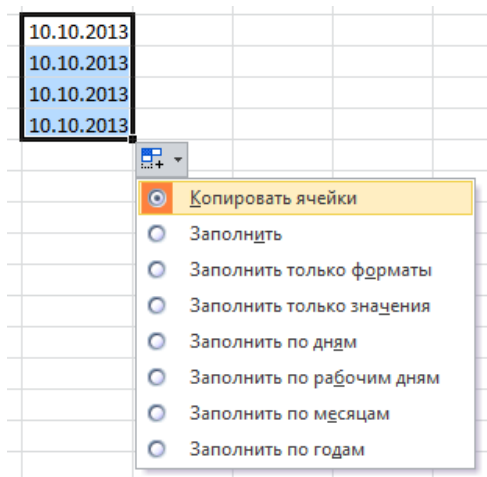 10.10.2013
10.10.2013
10.10.2013
10.10.2013
Копировать ячейки
Заполнить
Заполнить только форматы
Заполнить только значения
Заполнить по дням
Заполнить по рабочим дням
Заполнить по месяцам
Заполнить по годам